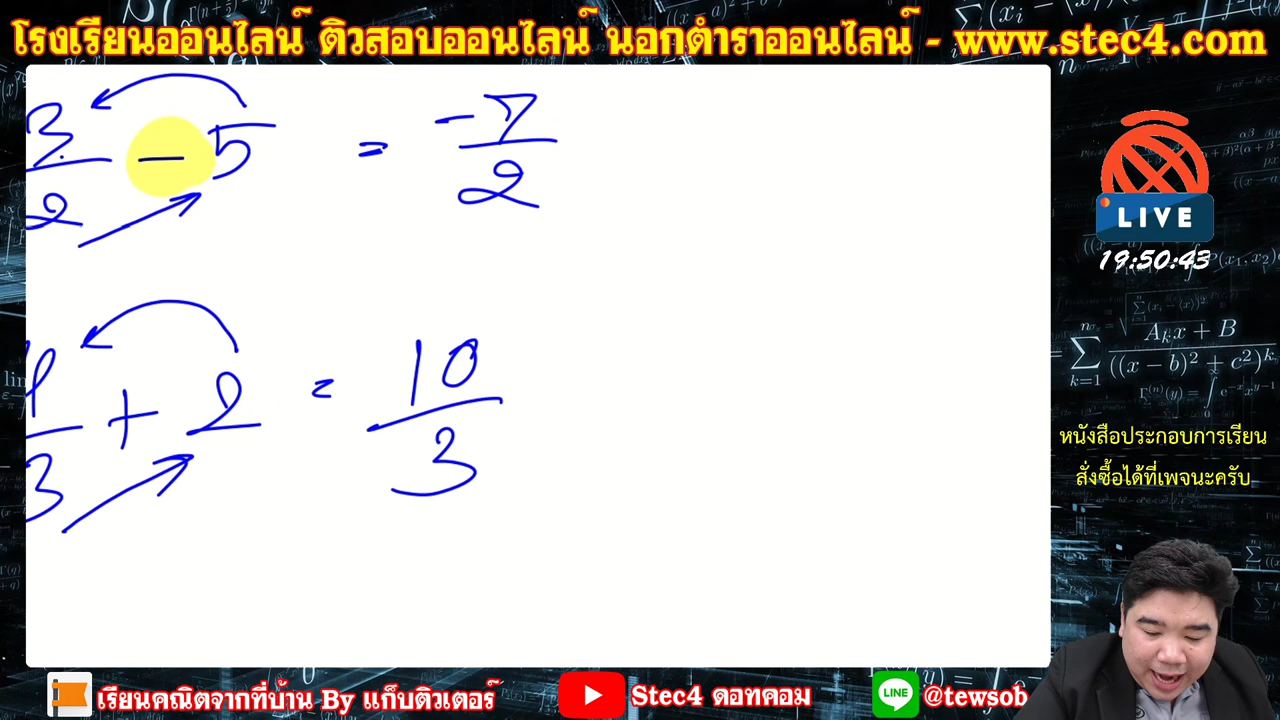 โรงเรียนออนไลน์ ติวสอบออนไลน์ นอกตำราออนไลน์ - www.stec4.com
3/2 - 5 = -7/2
LIVE
19:50:43
4/3 + 2 = 10/3
หนังสือประกอบการเรียน
สั่งซื้อได้ที่เพจนะครับ
เรียนคณิตจากที่บ้าน By แก็บติวเตอร์
Stec4 ดอทคอม
LINE
@tewsob